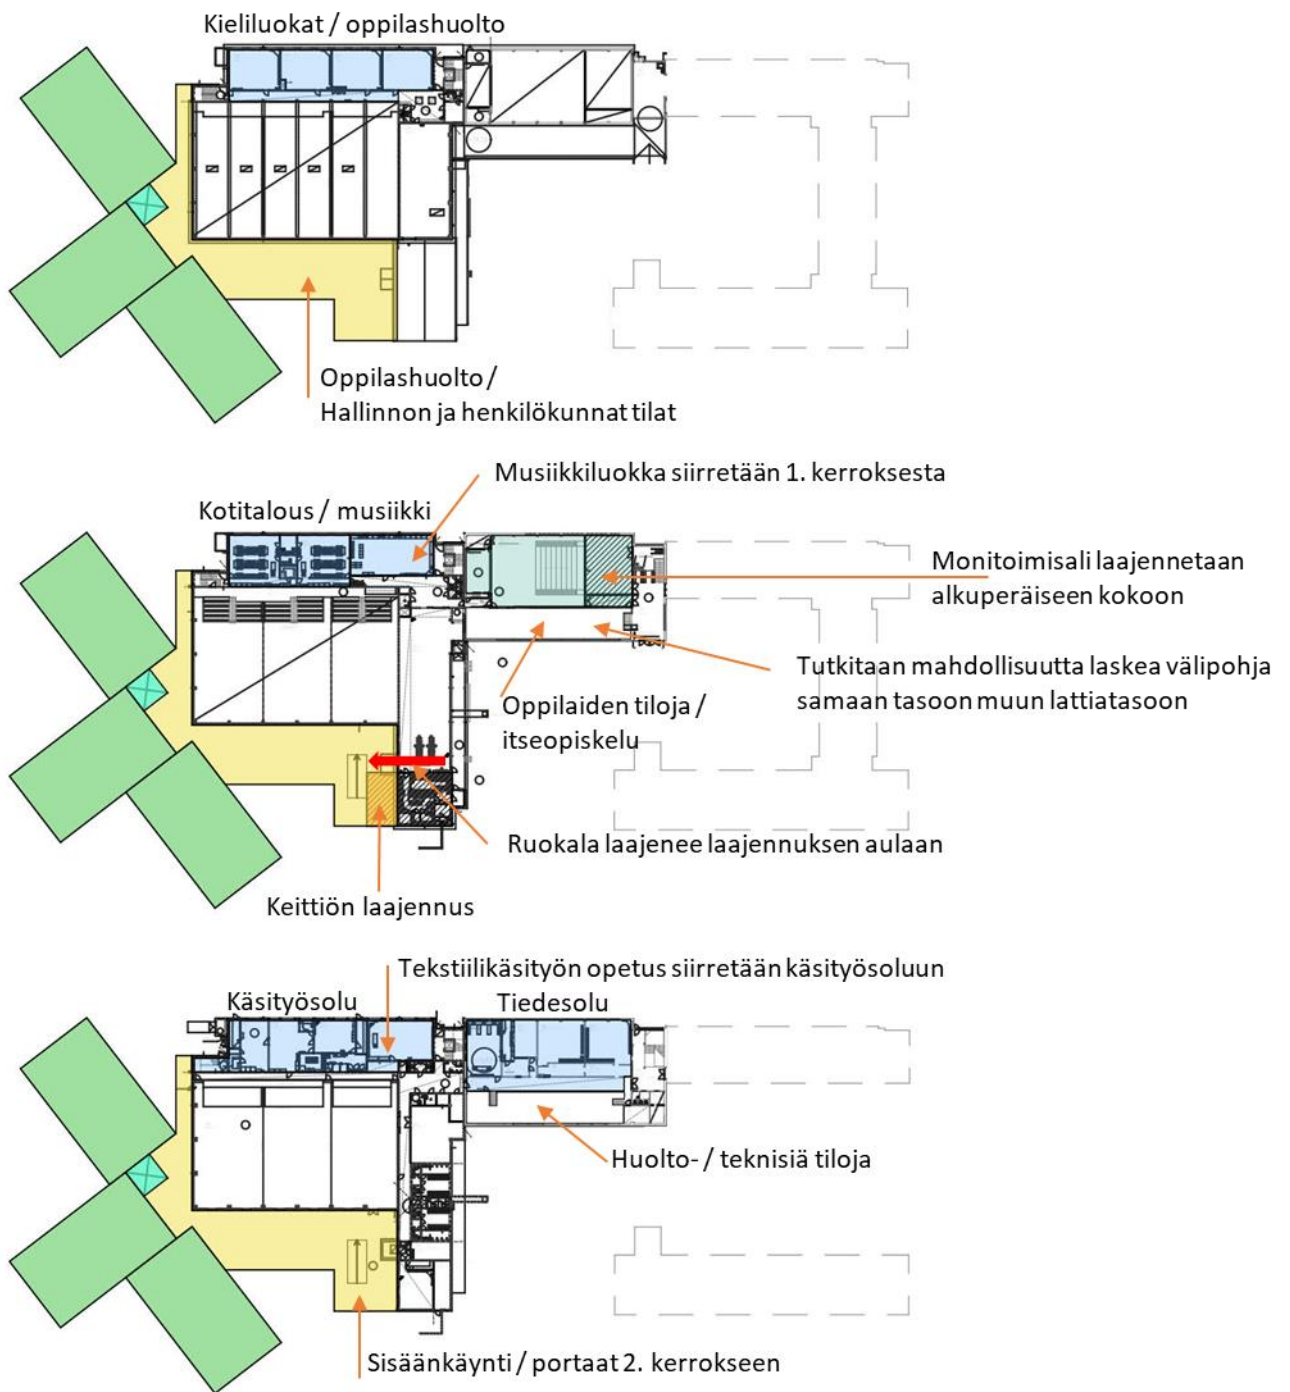 Kieliluokat / oppilashuolto
Oppilashuolto /
Hallinnon ja henkilökunnat tilat
Musiikkiluokka siirretään 1. kerroksesta
Kotitalous / musiikki
Monitoimisali laajennetaan
alkuperäiseen kokoon
Tutkitaan mahdollisuutta laskea välipohja
samaan tasoon muun lattiatasoon
Oppilaiden tiloja /
itseopiskelu
Ruokala laajenee laajennuksen aulaan
Keittiön laajennus
Tekstiilikäsityön opetus siirretään käsityösoluun
Käsityösolu
Tiedesolu
Huolto- / teknisiä tiloja
Sisäänkäynti / portaat 2. kerrokseen